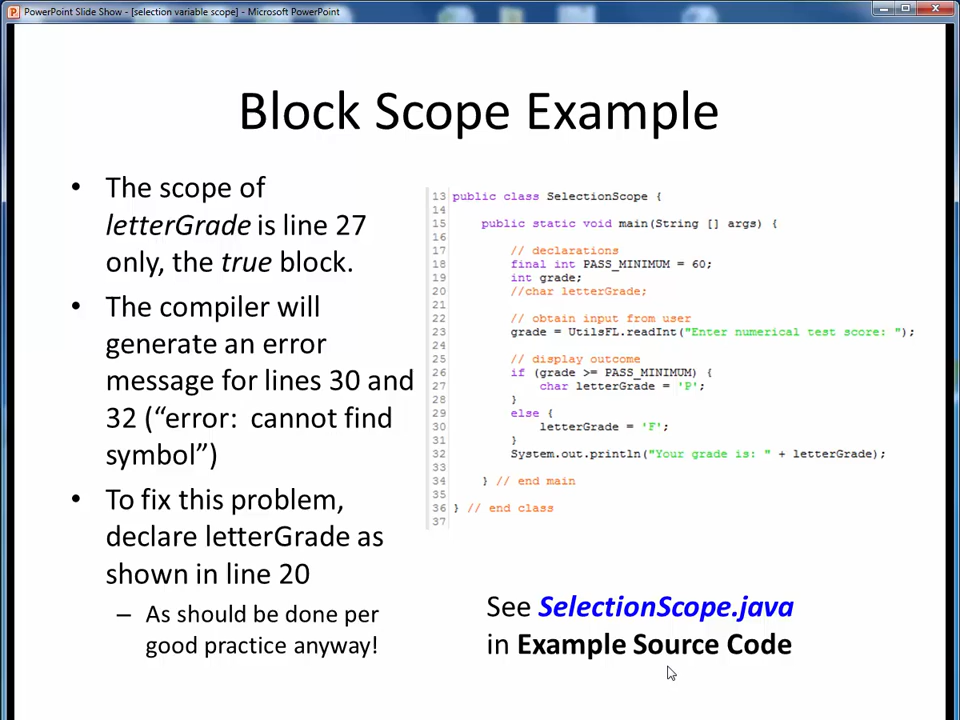 PowerPoint Slide Show - [selection variable scope] - Microsoft PowerPoint
Block Scope Example
• The scope of
letterGrade is line 27
only, the true block.
• The compiler will
generate an error
message for lines 30 and
32 (“error:  cannot find
symbol”)
• To fix this problem,
declare letterGrade as
shown in line 20
– As should be done per
good practice anyway!
13 public class SelectionScope {
14
15     public static void main(String [] args) {
16
17         // declarations
18         final int PASS_MINIMUM = 60;
19         int grade;
20         //char letterGrade;
21
22         // obtain input from user
23         grade = UtilsFL.readInt("Enter numerical test score: ");
24
25         // display outcome
26         if (grade >= PASS_MINIMUM) {
27             char letterGrade = 'P';
28         }
29         else {
30             letterGrade = 'F';
31         }
32         System.out.println("Your grade is: " + letterGrade);
33
34     } // end main
35
36 } // end class
37
See SelectionScope.java
in Example Source Code